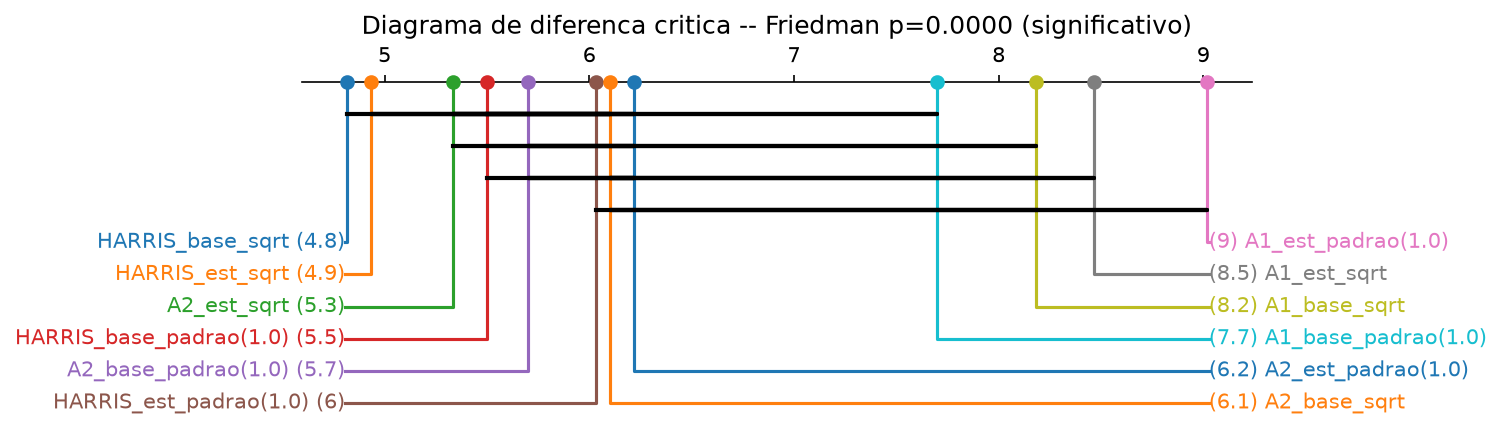 Diagrama de diferenca critica -- Friedman p=0.0000 (significativo)
5 6 7 8 9
HARRIS_base_sqrt (4.8)
(9) A1_est_padrao(1.0)
HARRIS_est_sqrt (4.9)
(8.5) A1_est_sqrt
A2_est_sqrt (5.3)
(8.2) A1_base_sqrt
HARRIS_base_padrao(1.0) (5.5)
(7.7) A1_base_padrao(1.0)
A2_base_padrao(1.0) (5.7)
(6.2) A2_est_padrao(1.0)
HARRIS_est_padrao(1.0) (6)
(6.1) A2_base_sqrt